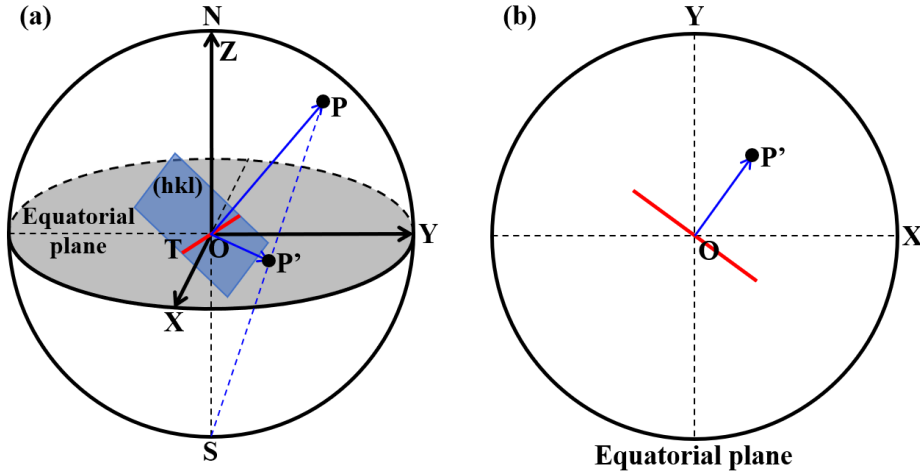 (a)
N
Z
P
(hkl)
Equatorial
plane
T
O
Y
P’
X
S
(b)
Y
P’
X
O
Equatorial plane